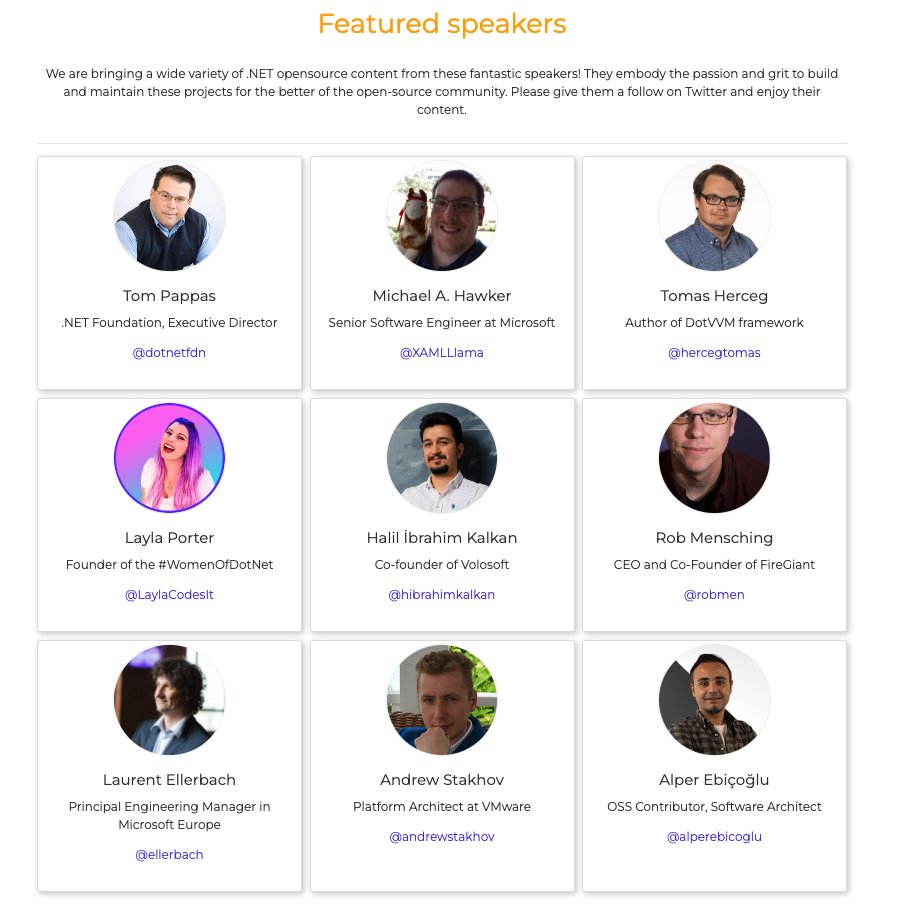 Featured speakers
We are bringing a wide variety of .NET opensource content from these fantastic speakers! They embody the passion and grit to build
and maintain these projects for the better of the open-source community. Please give them a follow on Twitter and enjoy their
content.
Tom Pappas
.NET Foundation, Executive Director
@dotnetfdn
Michael A. Hawker
Senior Software Engineer at Microsoft
@XAMLLlama
Tomas Herceg
Author of DotVVM framework
@hercegtomas
Layla Porter
Founder of the #WomenOfDotNet
@LaylaCodesIt
Halil İbrahim Kalkan
Co-founder of Volosoft
@hibrahimkalkan
Rob Mensching
CEO and Co-Founder of FireGiant
@robmen
Laurent Ellerbach
Principal Engineering Manager in
Microsoft Europe
@ellerbach
Andrew Stakhov
Platform Architect at VMware
@andrewstakhov
Alper Ebiçoğlu
OSS Contributor, Software Architect
@alperebicoglu